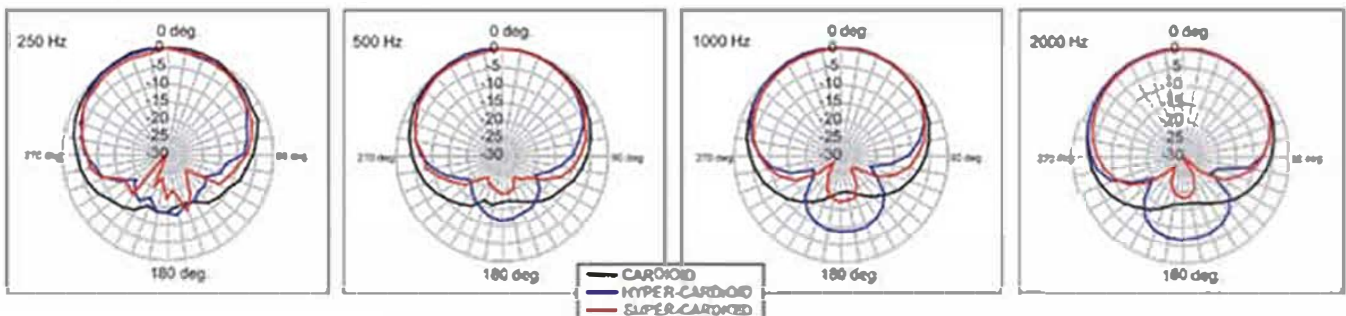 250 Hz
0 deg.
0
-5
-10
-15
-20
-25
-30
270 deg
180 deg.
500 Hz
0 deg.
0
-5
-10
-15
-20
-25
-30
270 deg
90 deg
180 deg
1000 Hz
0 deg.
0
-5
-10
-15
-20
-25
-30
270 deg
90 deg
180 deg.
2000 Hz
0 deg.
0
-5
20
25
-30
180 deg.
CARDIOID
HYPER-CARDIOID
SUPER-CARDIOID